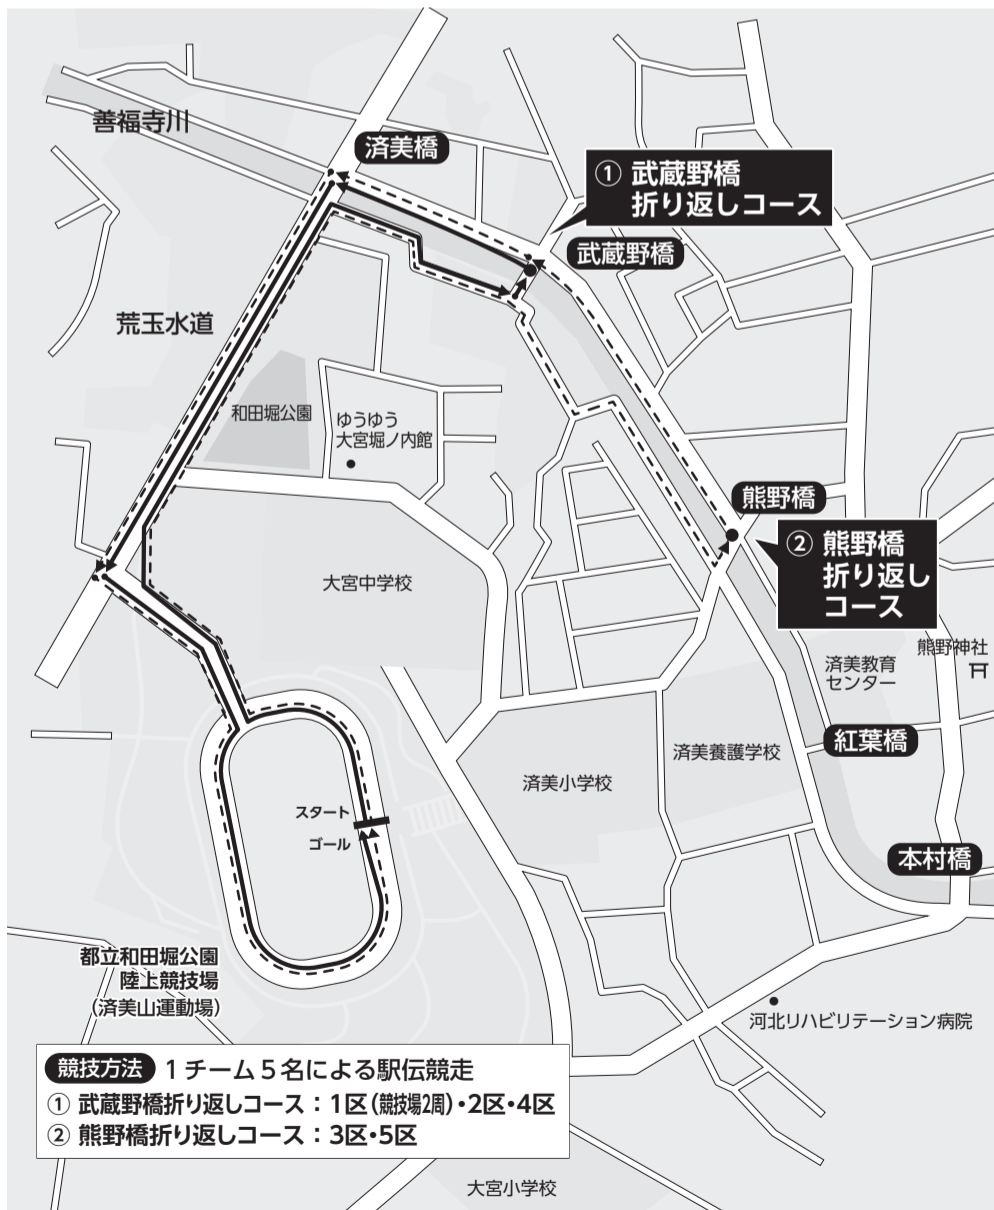 善福寺川
済美橋
① 武蔵野橋
折り返しコース
武蔵野橋
荒玉水道
和田堀公園
ゆうゆう
大宮堀ノ内館
熊野橋
② 熊野橋
折り返し
コース
大宮中学校
熊野神社
済美教育
センター
紅葉橋
済美養護学校
済美小学校
スタート
ゴール
本村橋
都立和田堀公園
陸上競技場
(済美山運動場)
河北リハビリテーション病院
競技方法 1チーム5名による駅伝競走
① 武蔵野橋折り返しコース：1区(競技場2周)・2区・4区
② 熊野橋折り返しコース：3区・5区
大宮小学校